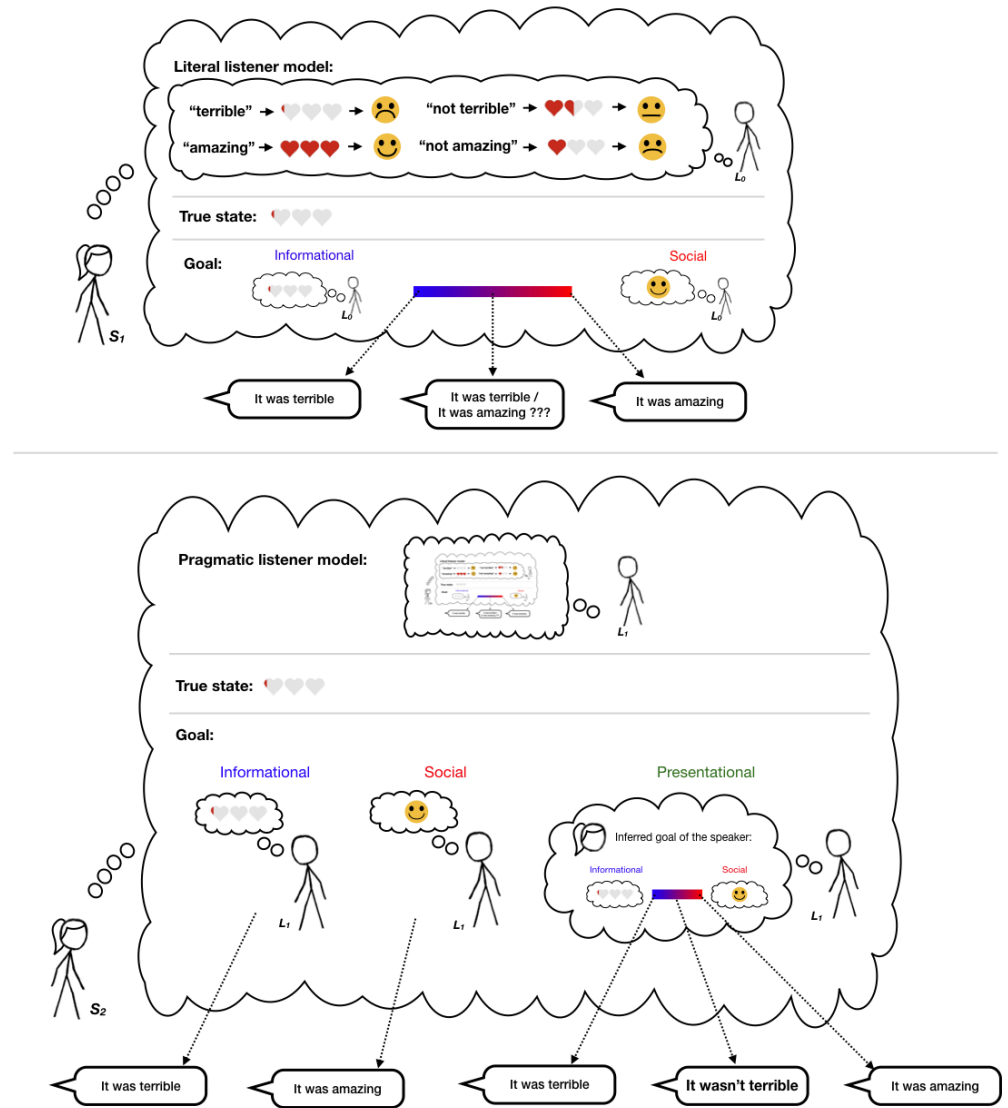 Literal listener model:
“terrible”
“not terrible”
“amazing”
“not amazing”
L₀
True state:
Goal:
Informational
Social
L₀
L₀
S₁
It was terrible
It was terrible /
It was amazing ???
It was amazing
Pragmatic listener model:
L₁
True state:
Goal:
Informational
Social
Presentational
Inferred goal of the speaker:
Informational
Social
L₁
L₁
L₁
S₂
It was terrible
It was amazing
It was terrible
It wasn’t terrible
It was amazing